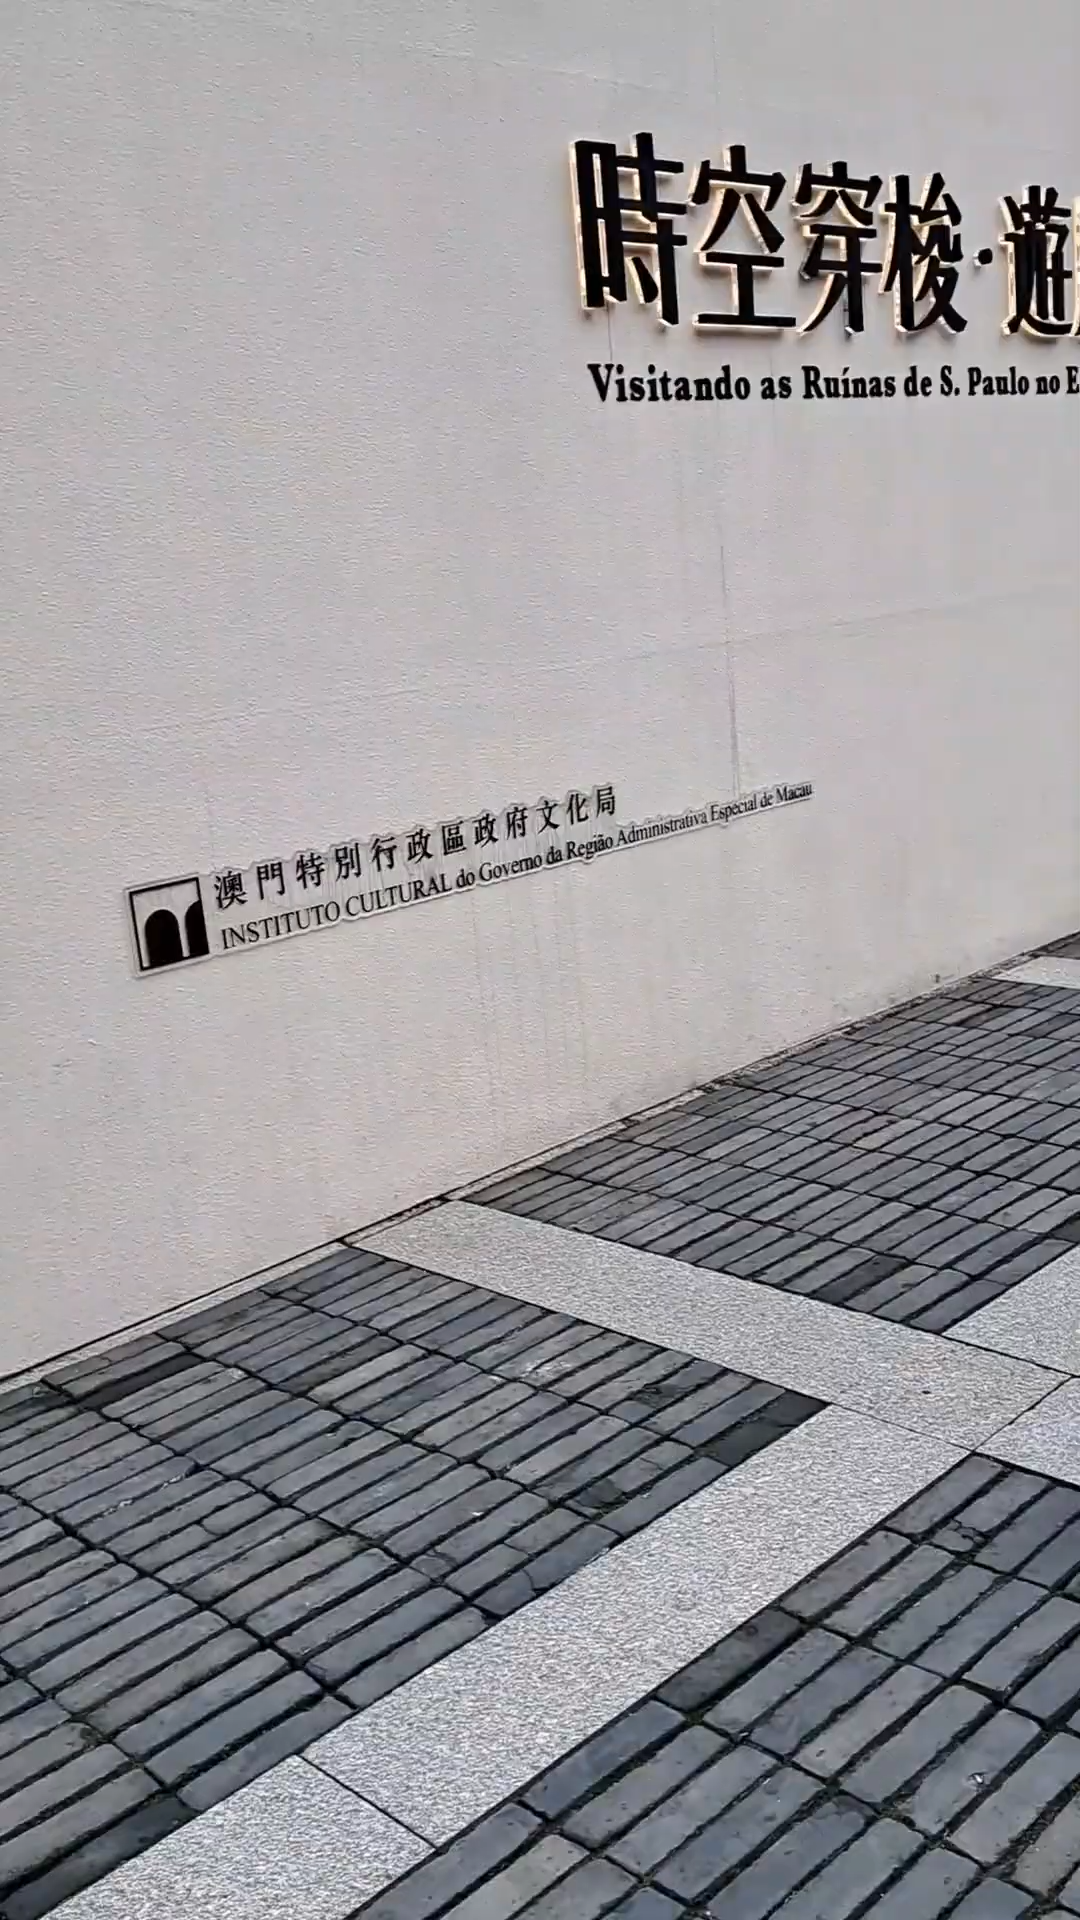 時空穿梭·遊
Visitando as Ruínas de S. Paulo no
澳門特別行政區政府文化局
INSTITUTO CULTURAL do Governo da Região Administrativa Especial de Macau